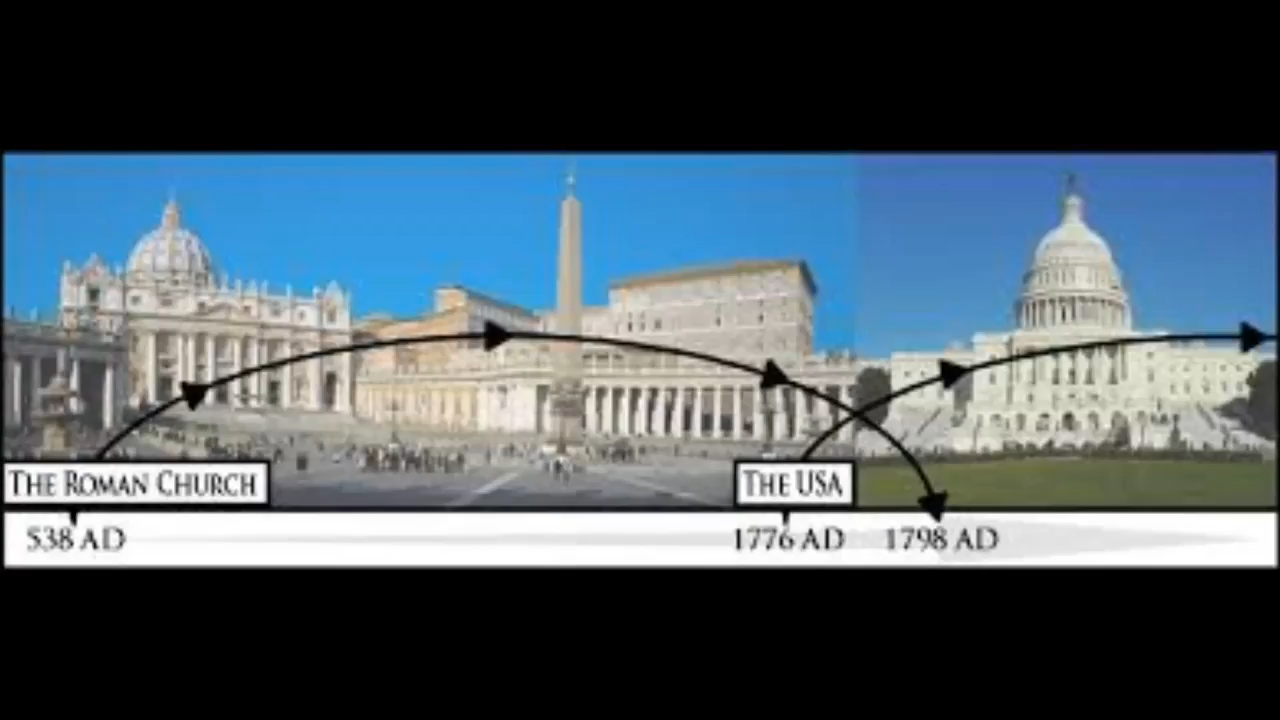 THE ROMAN CHURCH
THE USA
538 AD
1776 AD
1798 AD